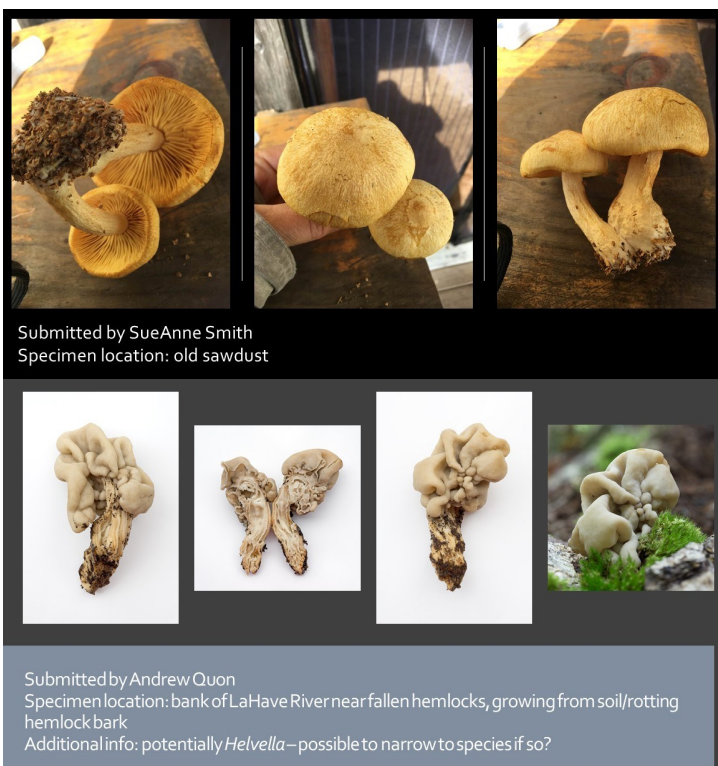 Submitted by SueAnne Smith
Specimen location: old sawdust
Submitted by Andrew Quon
Specimen location: bank of LaHave River near fallen hemlocks, growing from soil/rotting
hemlock bark
Additional info: potentially Helvella – possible to narrow to species if so?